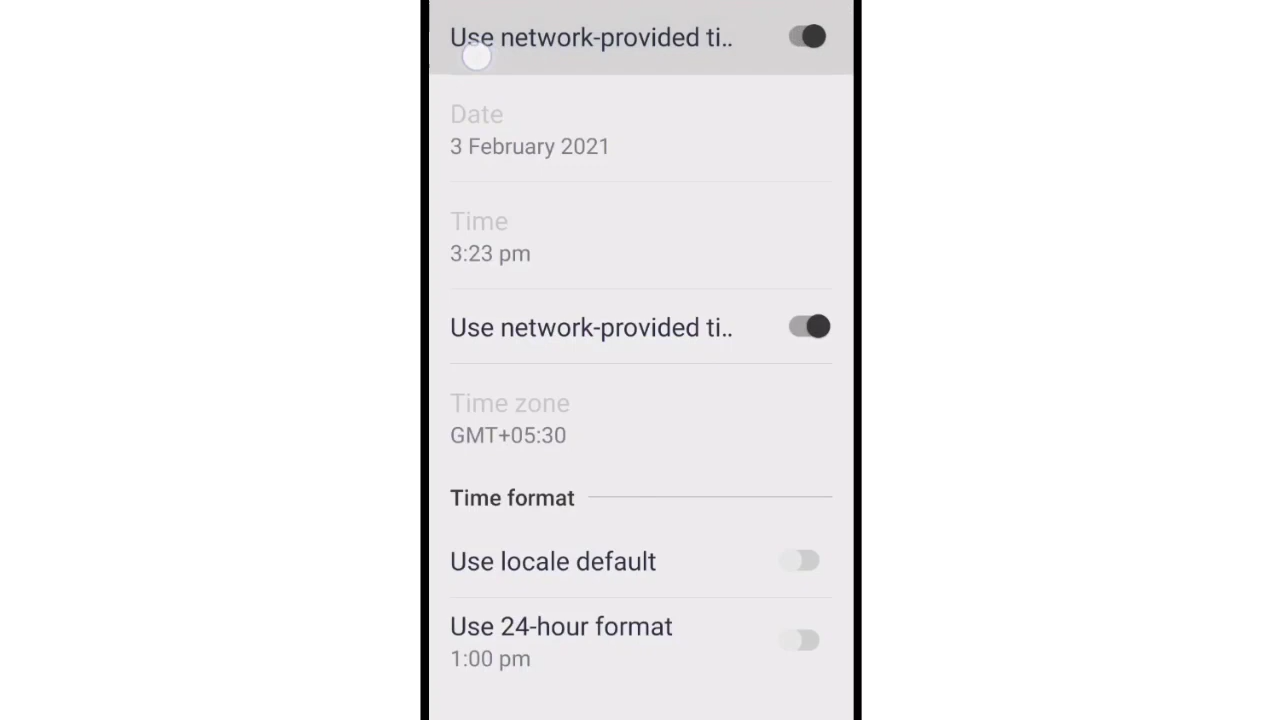 Use network-provided ti..
Date
3 February 2021
Time
3:23 pm
Use network-provided ti..
Time zone
GMT+05:30
Time format
Use locale default
Use 24-hour format
1:00 pm